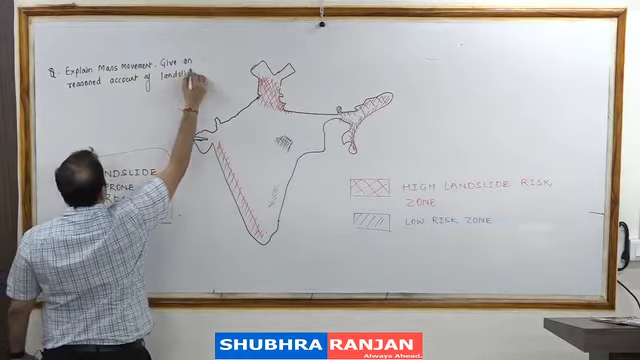 Q. Explain Mass Movement. Give an
reasoned account of
NDSLIDE
PRONE
HIGH LANDSLIDE RISK
ZONE
LOW RISK ZONE
SHUBHRA RANJAN
Always Ahead.